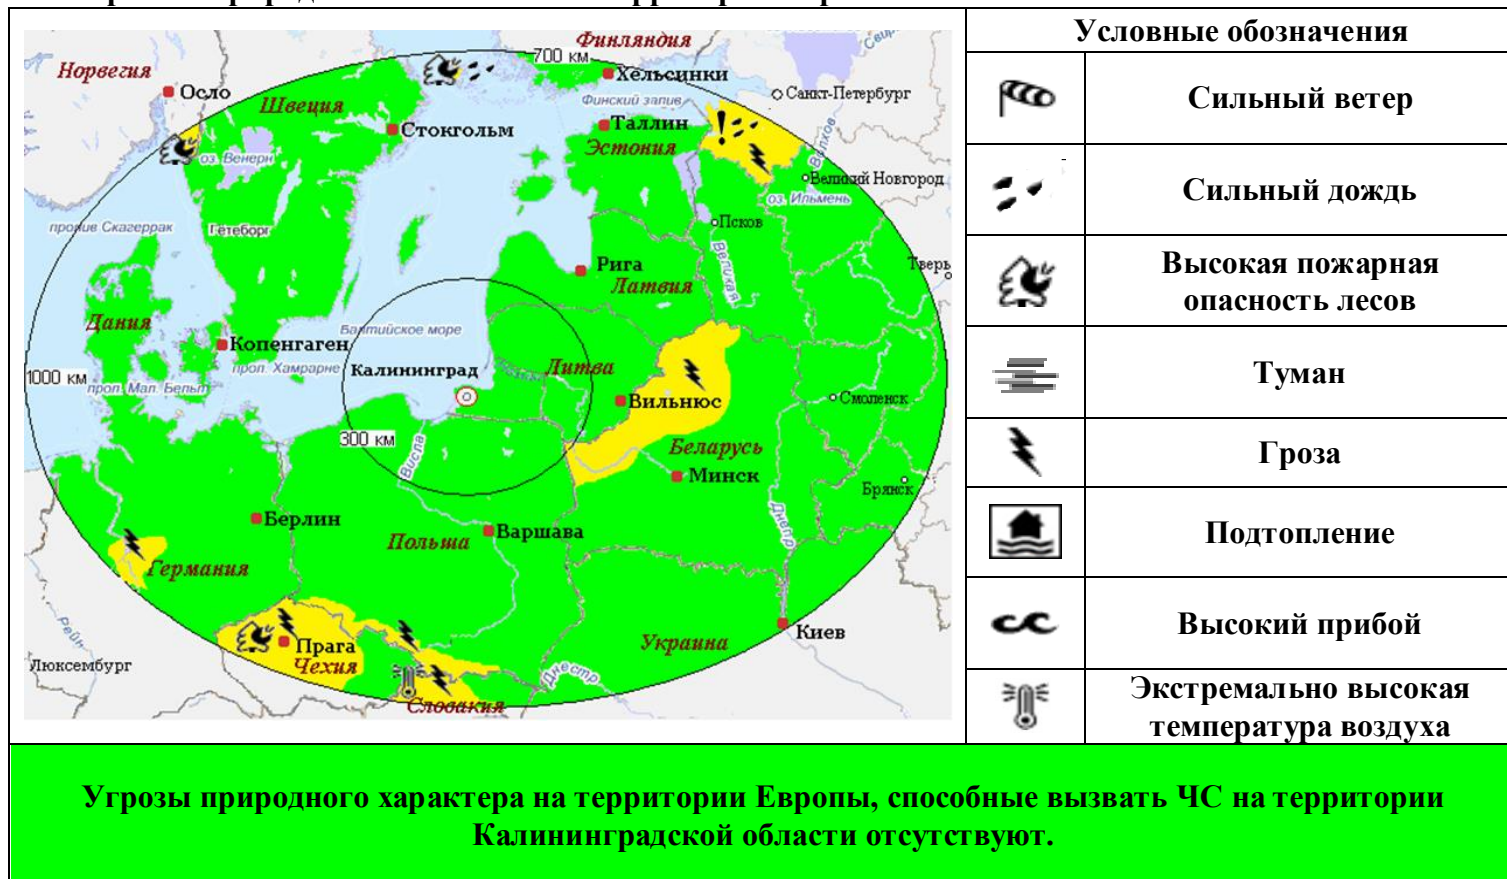 Условные обозначения
Сильный ветер
Сильный дождь
Высокая пожарная
опасность лесов
Туман
Гроза
Подтопление
Высокий прибой
Экстремально высокая
температура воздуха
Финляндия
700 км
Норвегия
Хельсинки
Осло
Санкт-Петербург
Швеция
Финский запив
Стокгольм
Таллин
Эстония
Волхов
оз. Венерн
Великий Новгород
оз. Ильмень
Псков
пролив Скагеррак
Гётеборг
Великая
Рига
Тверь
Латвия
Дания
Балтийское море
Копенгаген
прол. Хамрарне
Калининград
Литва
1000 км
прол. Мал. Бельт
Вильнюс
Смоленск
300 км
Висла
Беларусь
Минск
Брянск
Берлин
Варшава
Днепр
Польша
Германия
Рейн
Прага
Чехия
Украина
Киев
Люксембург
Днестр
Словакия
Угрозы природного характера на территории Европы, способные вызвать ЧС на территории
Калининградской области отсутствуют.